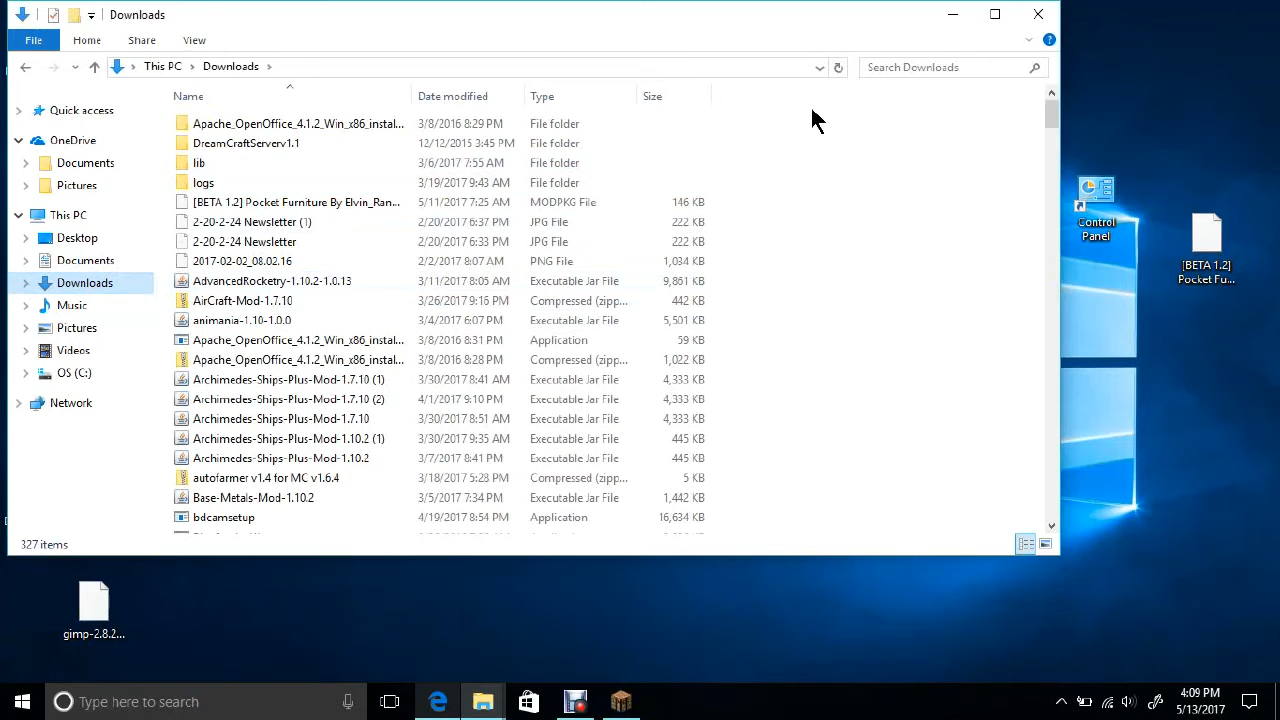 Downloads
File Home Share View
This PC Downloads Search Downloads
Name Date modified Type Size
Quick access
OneDrive
Documents
Pictures
This PC
Desktop
Documents
Downloads
Music
Pictures
Videos
OS (C:)
Network
Apache_OpenOffice_4.1.2_Win_x86_instal... 3/8/2016 8:29 PM File folder
DreamCraftServerv1.1 12/12/2015 3:45 PM File folder
lib 3/6/2017 7:55 AM File folder
logs 3/19/2017 9:43 AM File folder
[BETA 1.2] Pocket Furniture By Elvin_Ran... 5/11/2017 7:25 AM MODPKG File 146 KB
2-20-2-24 Newsletter (1) 2/20/2017 6:37 PM JPG File 222 KB
2-20-2-24 Newsletter 2/20/2017 6:33 PM JPG File 222 KB
2017-02-02_08.02.16 2/2/2017 8:07 AM PNG File 1,034 KB
AdvancedRocketry-1.10.2-1.0.13 3/11/2017 8:05 AM Executable Jar File 9,861 KB
AirCraft-Mod-1.7.10 3/26/2017 9:16 PM Compressed (zipp... 442 KB
animania-1.10-1.0.0 3/4/2017 6:07 PM Executable Jar File 5,501 KB
Apache_OpenOffice_4.1.2_Win_x86_instal... 3/8/2016 8:31 PM Application 59 KB
Apache_OpenOffice_4.1.2_Win_x86_instal... 3/8/2016 8:28 PM Compressed (zipp... 1,022 KB
Archimedes-Ships-Plus-Mod-1.7.10 (1) 3/30/2017 8:41 AM Executable Jar File 4,333 KB
Archimedes-Ships-Plus-Mod-1.7.10 (2) 4/1/2017 9:10 PM Executable Jar File 4,333 KB
Archimedes-Ships-Plus-Mod-1.7.10 3/30/2017 8:51 AM Executable Jar File 4,333 KB
Archimedes-Ships-Plus-Mod-1.10.2 (1) 3/30/2017 9:35 AM Executable Jar File 445 KB
Archimedes-Ships-Plus-Mod-1.10.2 3/7/2017 8:41 PM Executable Jar File 445 KB
autofarmer v1.4 for MC v1.6.4 3/18/2017 5:28 PM Compressed (zipp... 5 KB
Base-Metals-Mod-1.10.2 3/5/2017 7:34 PM Executable Jar File 1,442 KB
bdcamsetup 4/19/2017 8:54 PM Application 16,634 KB
327 items
Control
Panel
[BETA 1.2]
Pocket Fu...
gimp-2.8.2...
Type here to search
4:09 PM
5/13/2017